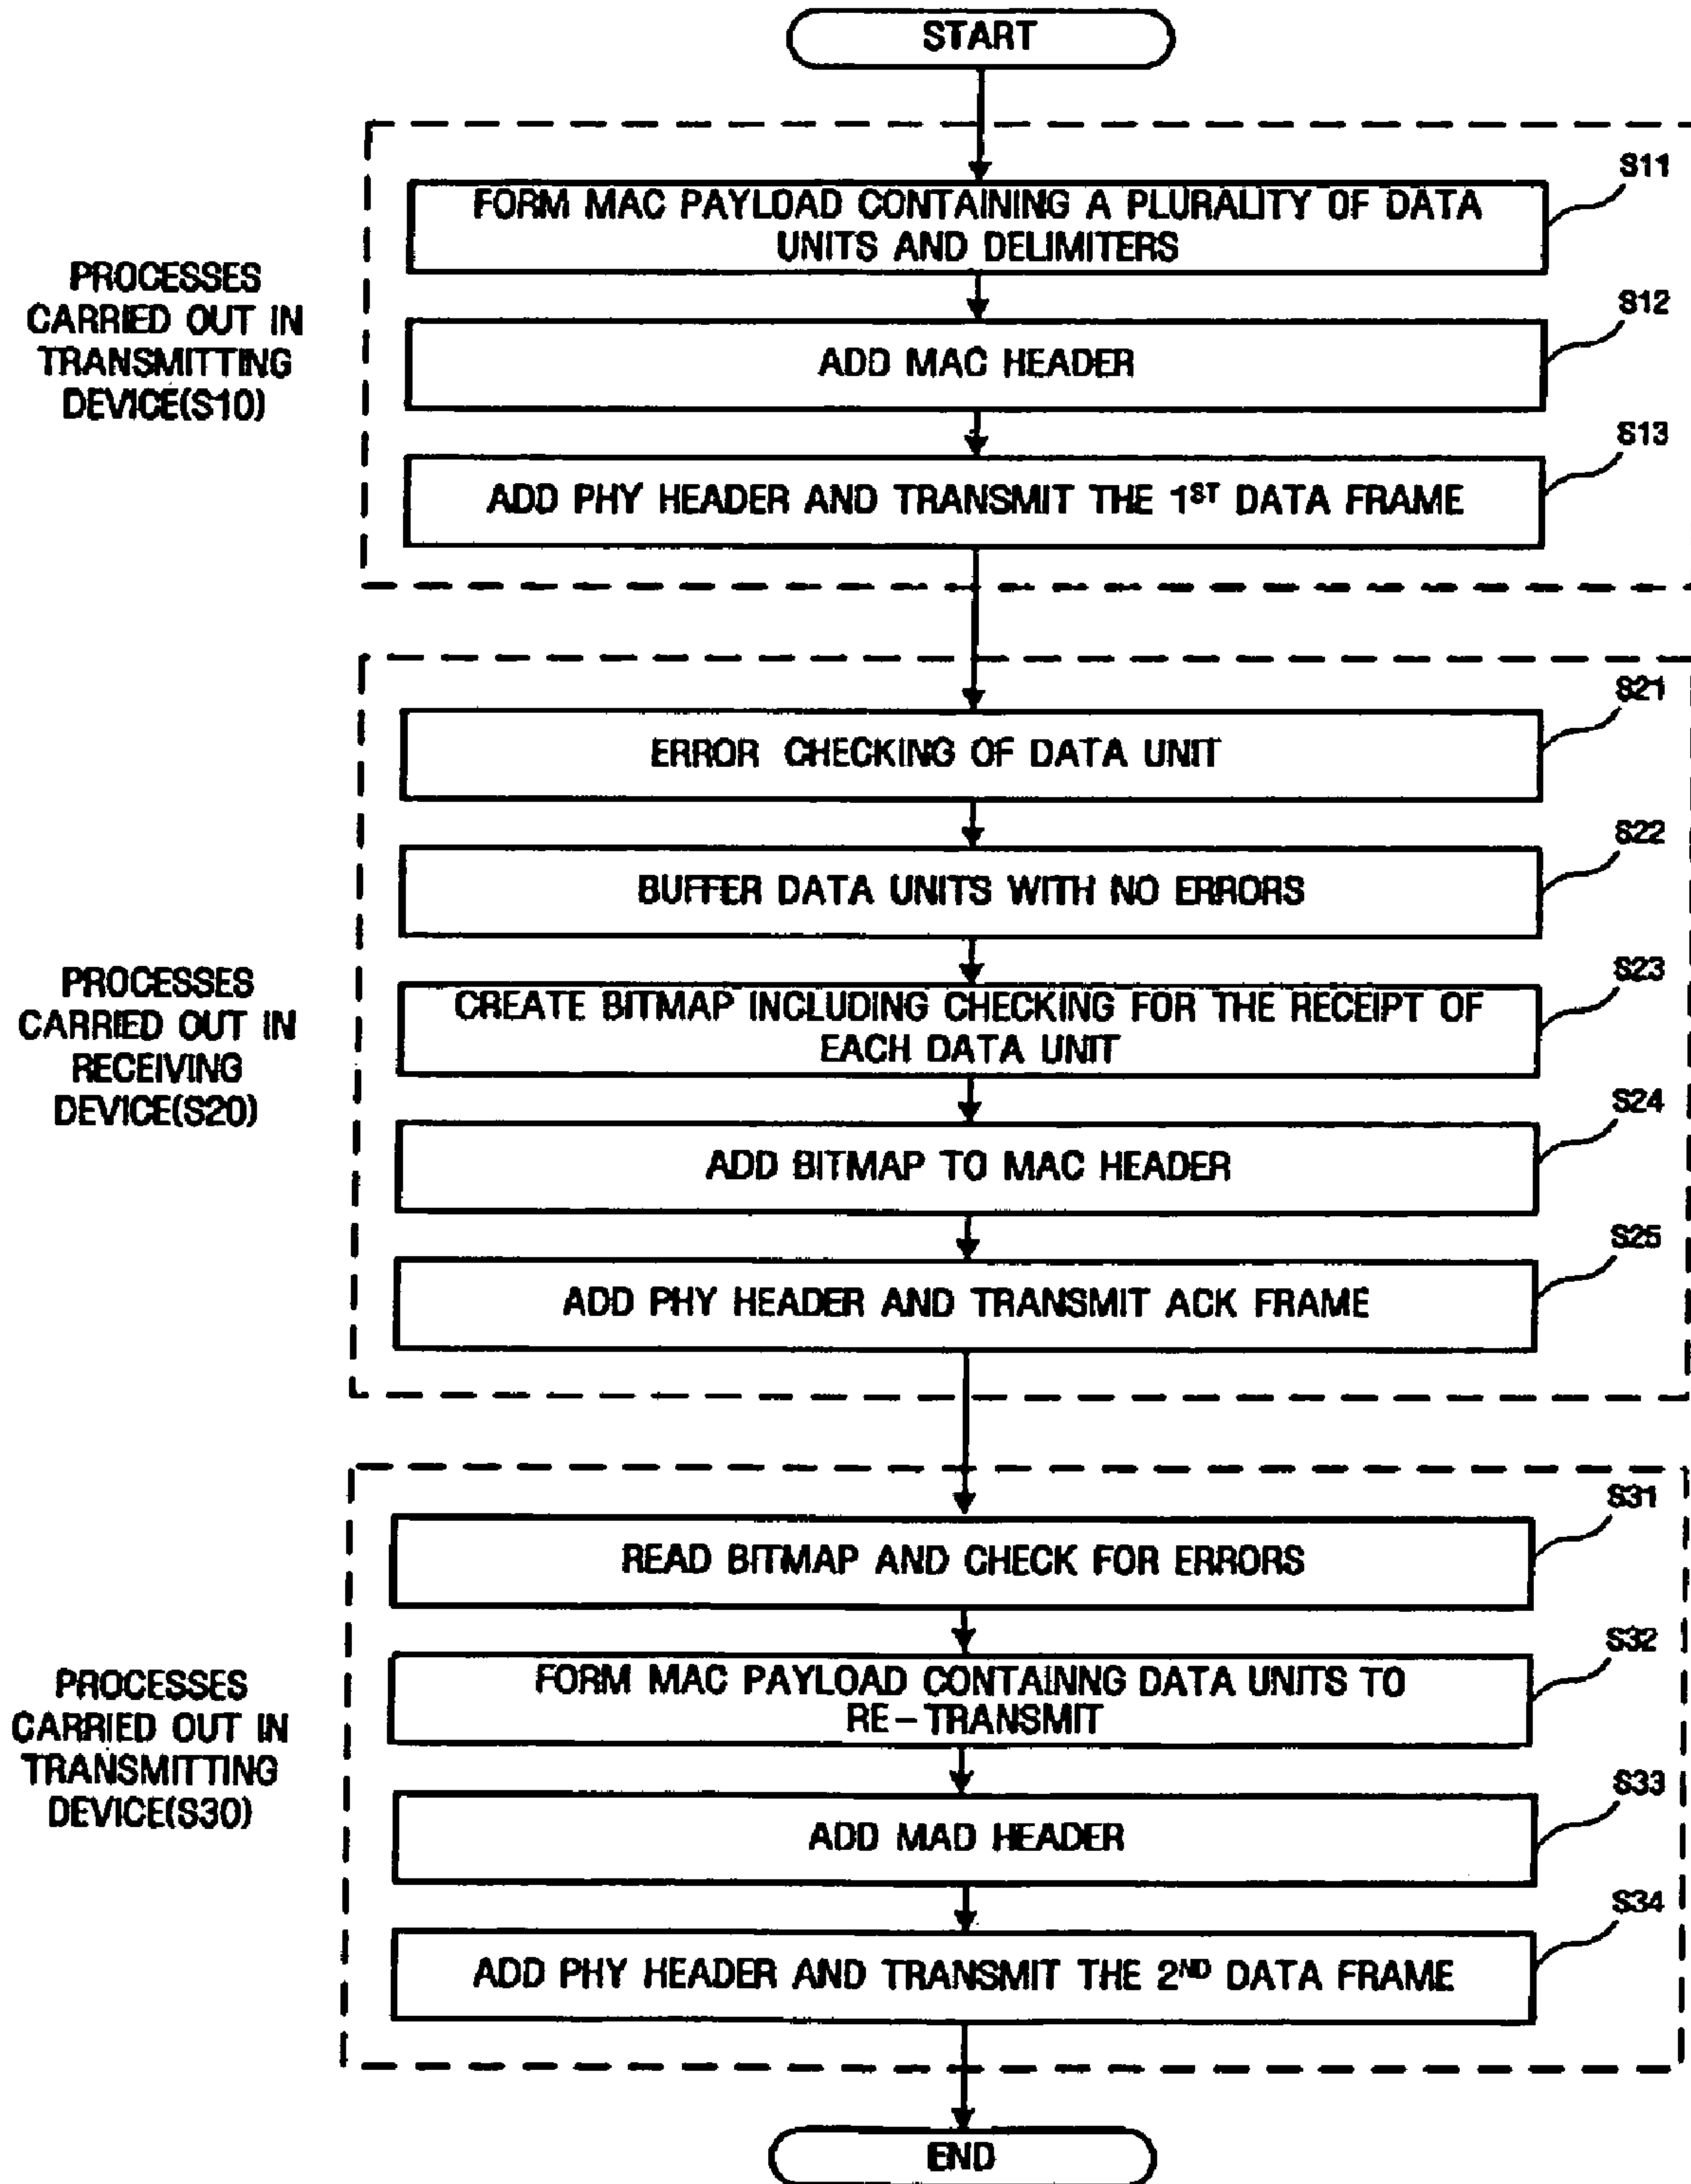 START
PROCESSES
CARRIED OUT IN
TRANSMITTING
DEVICE(S10)
S11
FORM MAC PAYLOAD CONTAINING A PLURALITY OF DATA
UNITS AND DELIMITERS
S12
ADD MAC HEADER
S13
ADD PHY HEADER AND TRANSMIT THE 1ST DATA FRAME
PROCESSES
CARRIED OUT IN
RECEIVING
DEVICE(S20)
S21
ERROR CHECKING OF DATA UNIT
S22
BUFFER DATA UNITS WITH NO ERRORS
S23
CREATE BITMAP INCLUDING CHECKING FOR THE RECEIPT OF
EACH DATA UNIT
S24
ADD BITMAP TO MAC HEADER
S25
ADD PHY HEADER AND TRANSMIT ACK FRAME
PROCESSES
CARRIED OUT IN
TRANSMITTING
DEVICE(S30)
S31
READ BITMAP AND CHECK FOR ERRORS
S32
FORM MAC PAYLOAD CONTAINNG DATA UNITS TO
RE-TRANSMIT
S33
ADD MAD HEADER
S34
ADD PHY HEADER AND TRANSMIT THE 2ND DATA FRAME
END